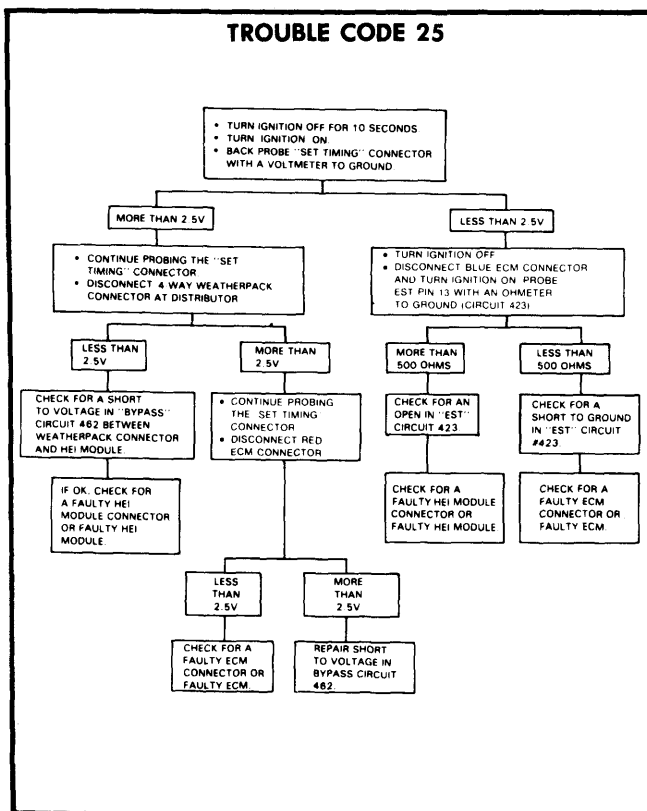 TROUBLE CODE 25
• TURN IGNITION OFF FOR 10 SECONDS
• TURN IGNITION ON.
• BACK PROBE "SET TIMING" CONNECTOR
WITH A VOLTMETER TO GROUND.
MORE THAN 2.5V
LESS THAN 2.5V
• CONTINUE PROBING THE "SET
TIMING" CONNECTOR
• DISCONNECT 4 WAY WEATHERPACK
CONNECTOR AT DISTRIBUTOR
• TURN IGNITION OFF
• DISCONNECT BLUE ECM CONNECTOR
AND TURN IGNITION ON. PROBE
EST PIN 13 WITH AN OHMETER
TO GROUND (CIRCUIT 423)
LESS THAN
2.5V
MORE THAN
2.5V
MORE THAN
500 OHMS
LESS THAN
500 OHMS
CHECK FOR A SHORT
TO VOLTAGE IN "BYPASS"
CIRCUIT 462 BETWEEN
WEATHERPACK CONNECTOR
AND HEI MODULE.
• CONTINUE PROBING
THE SET TIMING
CONNECTOR
• DISCONNECT RED
ECM CONNECTOR
CHECK FOR AN
OPEN IN "EST"
CIRCUIT 423
CHECK FOR A
SHORT TO GROUND
IN "EST" CIRCUIT
#423.
IF OK. CHECK FOR
A FAULTY HEI
MODULE CONNECTOR
OR FAULTY HEI
MODULE.
CHECK FOR A
FAULTY HEI MODULE
CONNECTOR OR
FAULTY HEI MODULE
CHECK FOR A
FAULTY ECM
CONNECTOR OR
FAULTY ECM.
LESS
THAN
2.5V
MORE
THAN
2.5V
CHECK FOR A
FAULTY ECM
CONNECTOR OR
FAULTY ECM.
REPAIR SHORT
TO VOLTAGE IN
BYPASS CIRCUIT
462.